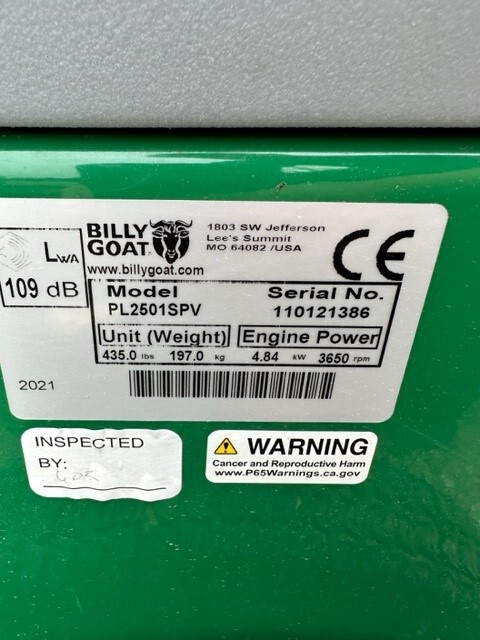 LWA
109 dB
BILLY
GOAT
www.billygoat.com
1803 SW Jefferson
Lee's Summit
MO 64082 /USA
CE
Model Serial No.
PL2501SPV 110121386
Unit (Weight) Engine Power
435.0 lbs 197.0 kg 4.84 kW 3650 rpm
2021
INSPECTED
BY:
WARNING
Cancer and Reproductive Harm
www.P65Warnings.ca.gov